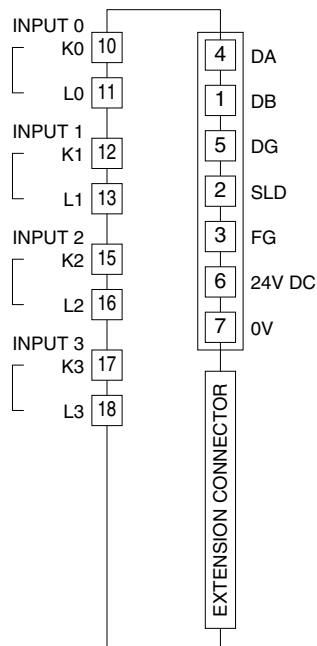 INPUT 0
K0 10
L0 11
INPUT 1
K1 12
L1 13
INPUT 2
K2 15
L2 16
INPUT 3
K3 17
L3 18
4 DA
1 DB
5 DG
2 SLD
3 FG
6 24V DC
7 0V
EXTENSION CONNECTOR